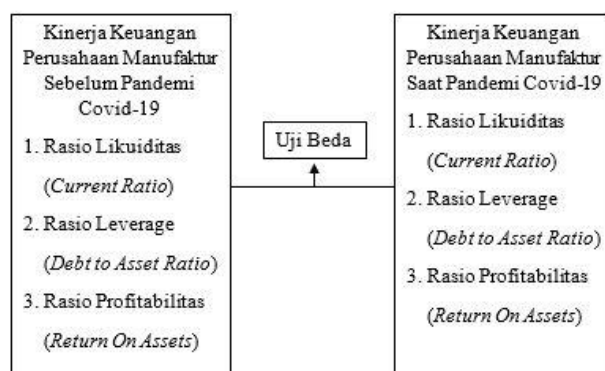 Kinerja Keuangan
Perusahaan Manufaktur
Sebelum Pandemi
Covid-19
1. Rasio Likuiditas
(Current Ratio)
2. Rasio Leverage
(Debt to Asset Ratio)
3. Rasio Profitabilitas
(Return On Assets)
Uji Beda
Kinerja Keuangan
Perusahaan Manufaktur
Saat Pandemi Covid-19
1. Rasio Likuiditas
(Current Ratio)
2. Rasio Leverage
(Debt to Asset Ratio)
3. Rasio Profitabilitas
(Return On Assets)